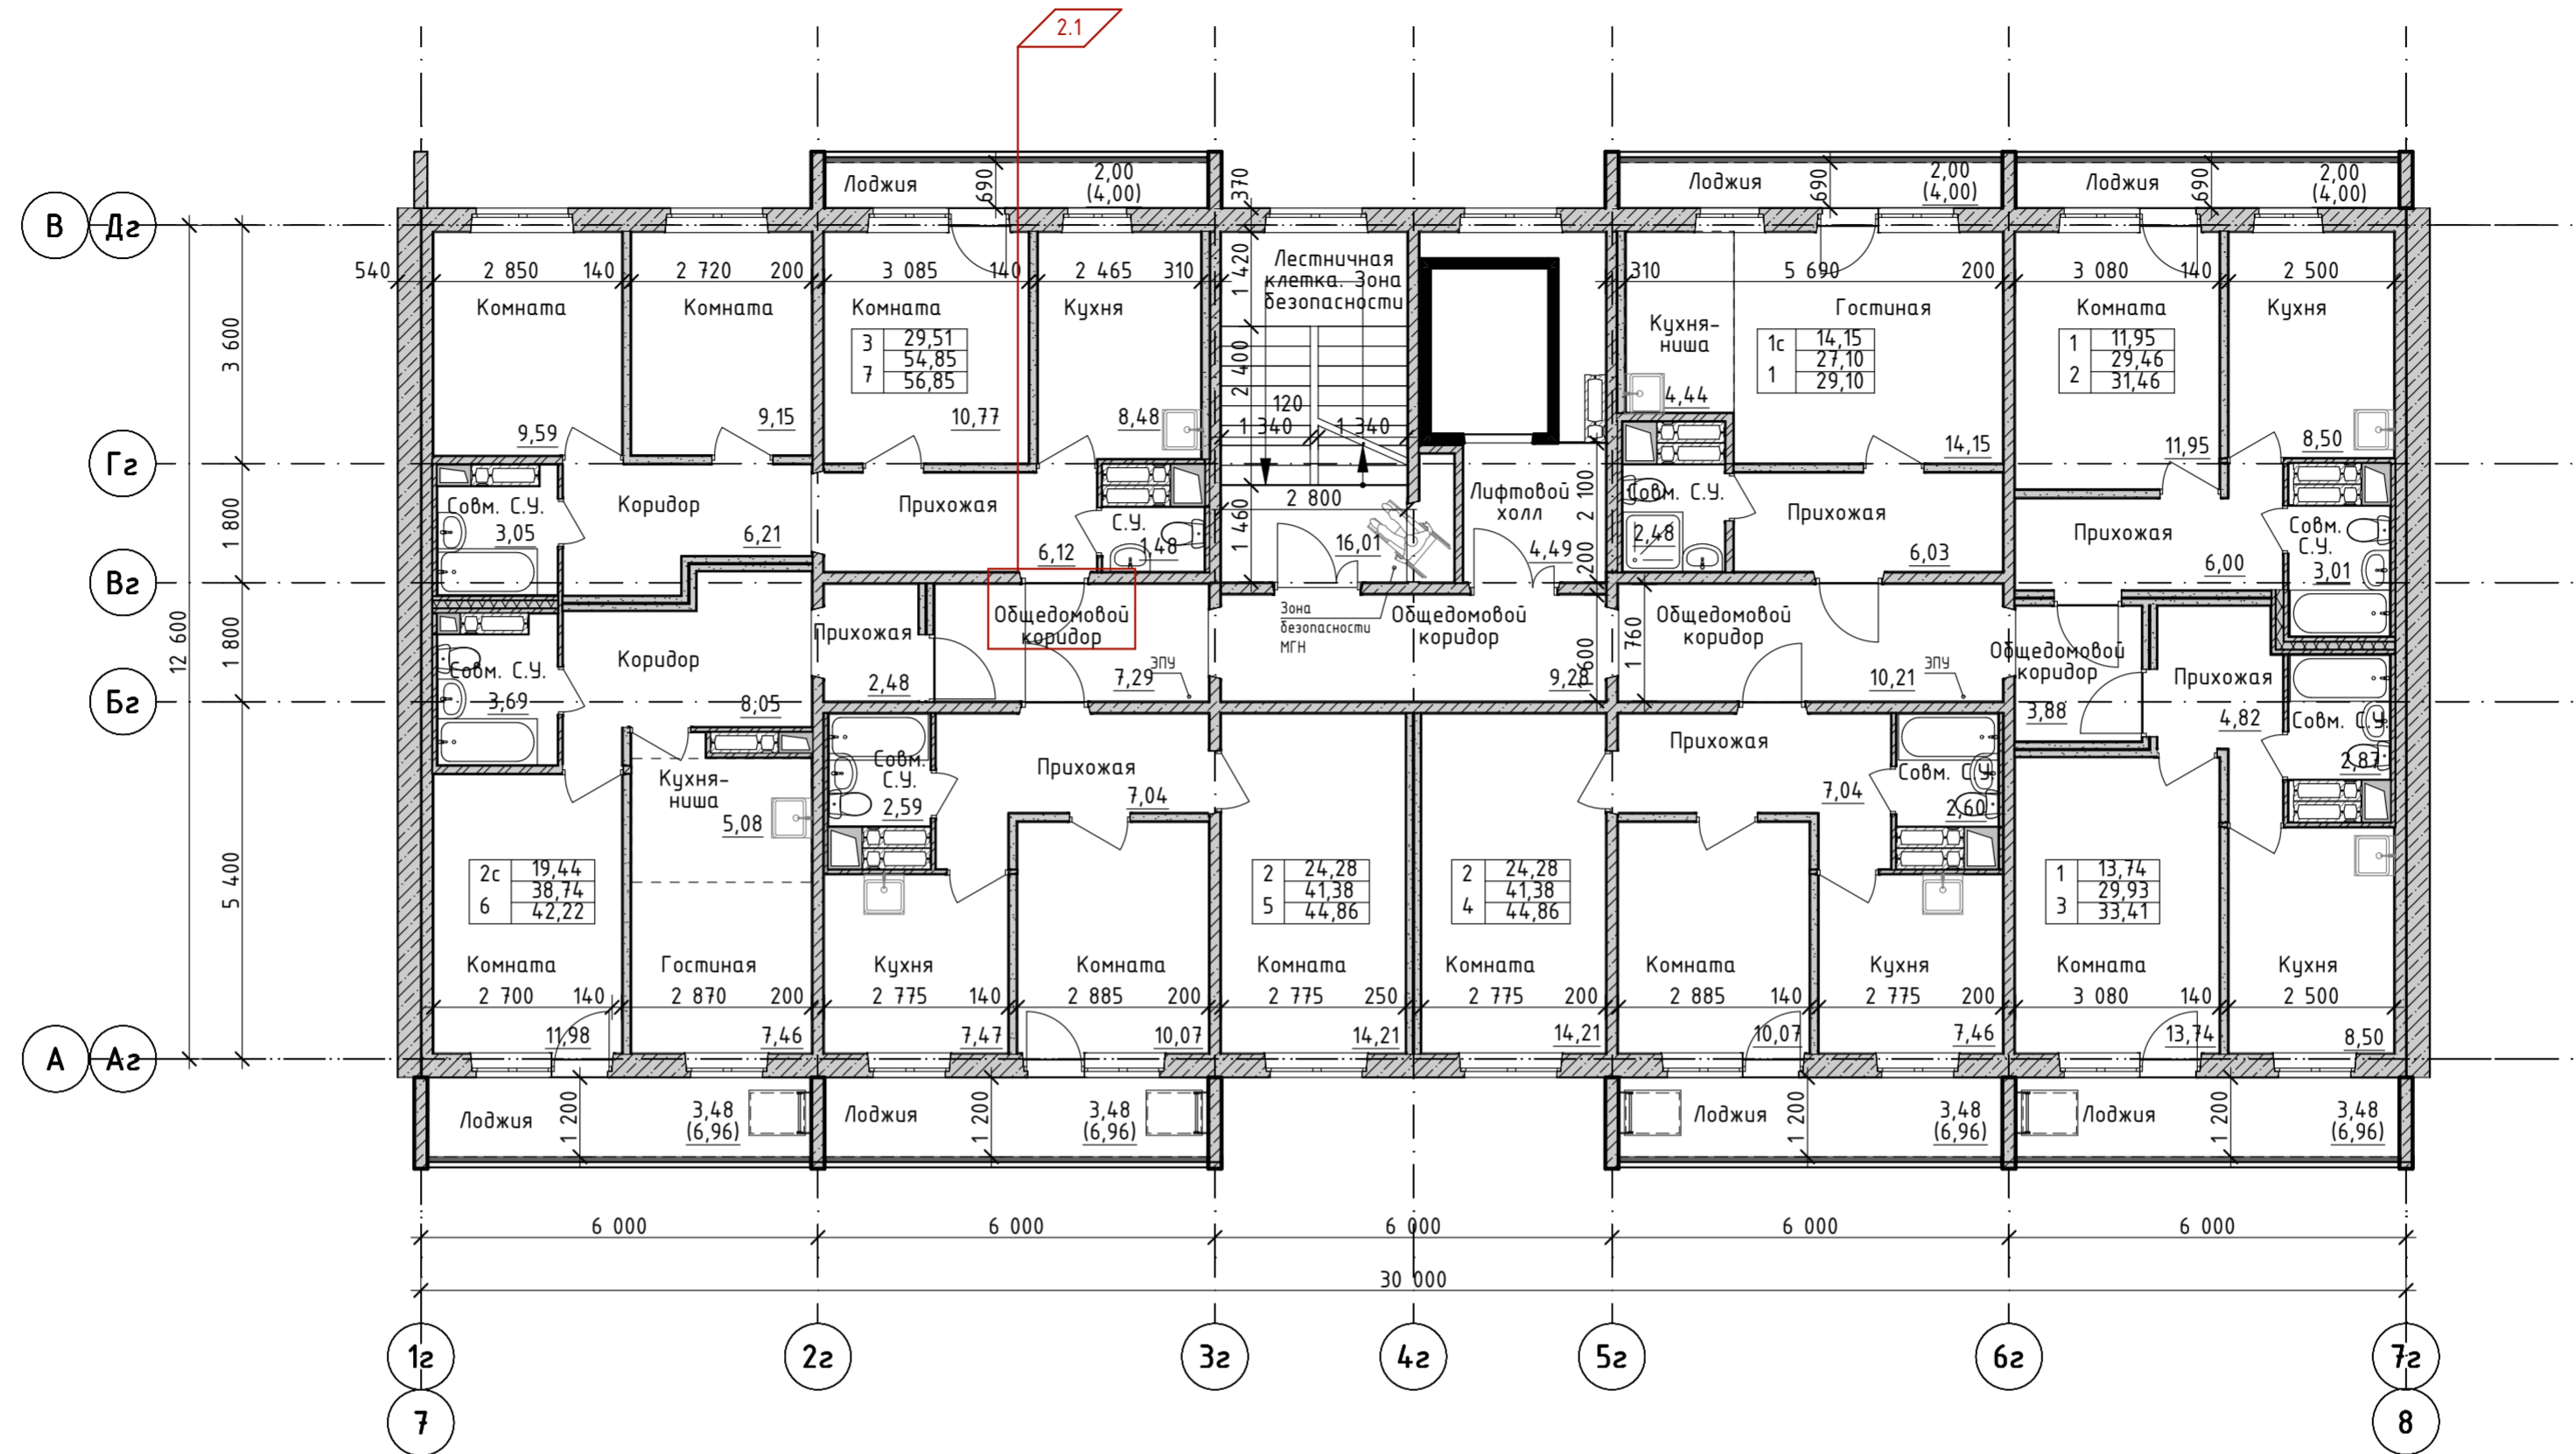 2.1
Лоджия
690
2,00
(4,00)
370
Лоджия
690
2,00
(4,00)
Лоджия
690
2,00
(4,00)
В
Дг
540
2 850
140
2 720
200
3 085
140
2 465
310
1 420
Лестничная
клетка. Зона
безопасности
310
5 690
200
3 080
140
2 500
Комната
Комната
Комната
Кухня
Кухня-
ниша
Гостиная
Комната
Кухня
3 600
3
7
29,51
54,85
56,85
2 400
1с
1
14,15
27,10
29,10
1
2
11,95
29,46
31,46
9,59
9,15
10,77
8,48
120
1 340
1 340
4,44
14,15
11,95
8,50
Гг
1 800
Совм. С.У.
3,05
Коридор
6,21
Прихожая
6,12
С.У.
1,48
1 460
2 800
16,01
Лифтовой
холл
4,49
2 100
200
Совм. С.У.
2,48
Прихожая
6,03
Прихожая
6,00
Совм.
С.У.
3,01
Вг
12 600
1 800
Прихожая
2,48
Общедомовой
коридор
7,29
ЭПУ
Зона
безопасности
МГН
Общедомовой
коридор
9,28
1 600
1 760
Общедомовой
коридор
10,21
ЭПУ
Общедомовой
коридор
3,88
Прихожая
4,82
Совм. С.У.
2,87
Совм. С.У.
3,69
Коридор
8,05
Бг
5 400
Кухня-
ниша
5,08
Совм.
С.У.
2,59
Прихожая
7,04
Прихожая
7,04
Совм. С.У.
2,60
2с
6
19,44
38,74
42,22
2
5
24,28
41,38
44,86
2
4
24,28
41,38
44,86
1
3
13,74
29,93
33,41
Комната
Гостиная
Кухня
Комната
Комната
Комната
Комната
Кухня
Комната
Кухня
2 700
140
2 870
200
2 775
140
2 885
200
2 775
250
2 775
200
2 885
140
2 775
200
3 080
140
2 500
11,98
7,46
7,47
10,07
14,21
14,21
10,07
7,46
13,74
8,50
А
Аг
Лоджия
1 200
3,48
(6,96)
Лоджия
1 200
3,48
(6,96)
Лоджия
1 200
3,48
(6,96)
Лоджия
1 200
3,48
(6,96)
6 000
6 000
6 000
6 000
6 000
30 000
1г
2г
3г
4г
5г
6г
7г
7
8